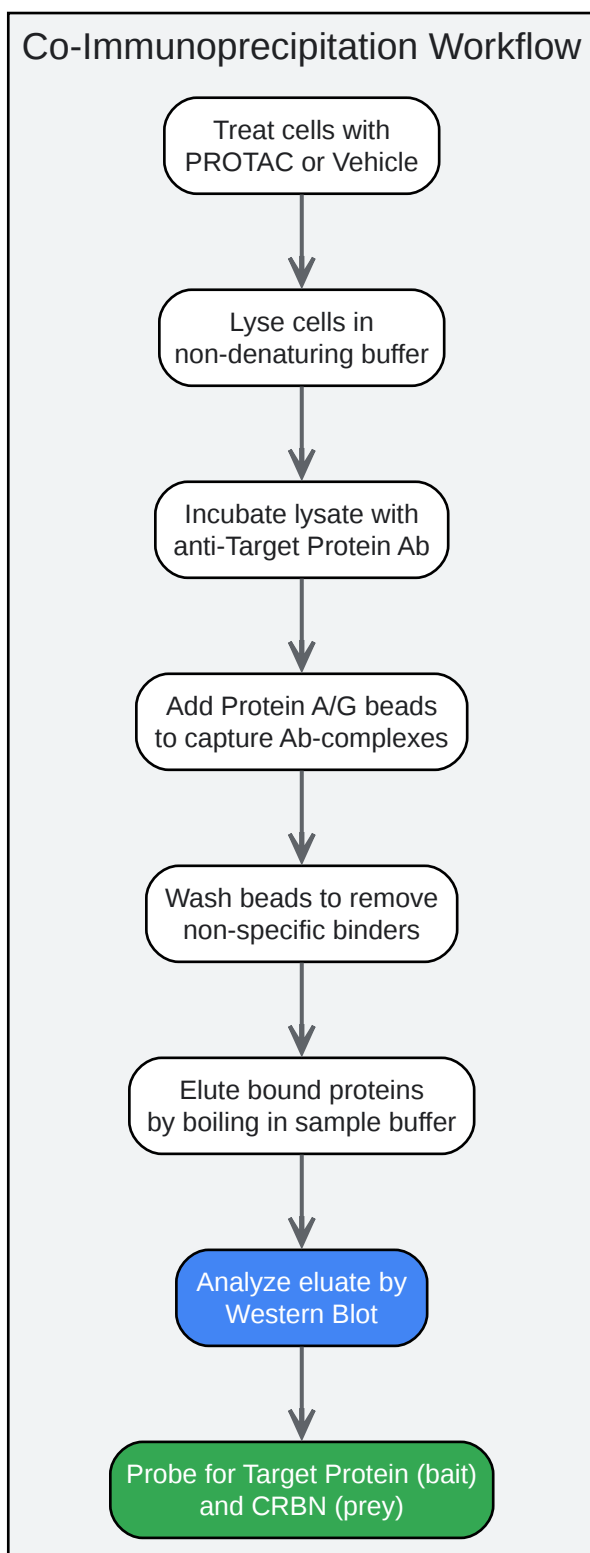 Co-Immunoprecipitation Workflow
Treat cells with
PROTAC or Vehicle
Lyse cells in
non-denaturing buffer
Incubate lysate with
anti-Target Protein Ab
Add Protein A/G beads
to capture Ab-complexes
Wash beads to remove
non-specific binders
Elute bound proteins
by boiling in sample buffer
Analyze eluate by
Western Blot
Probe for Target Protein (bait)
and CRBN (prey)